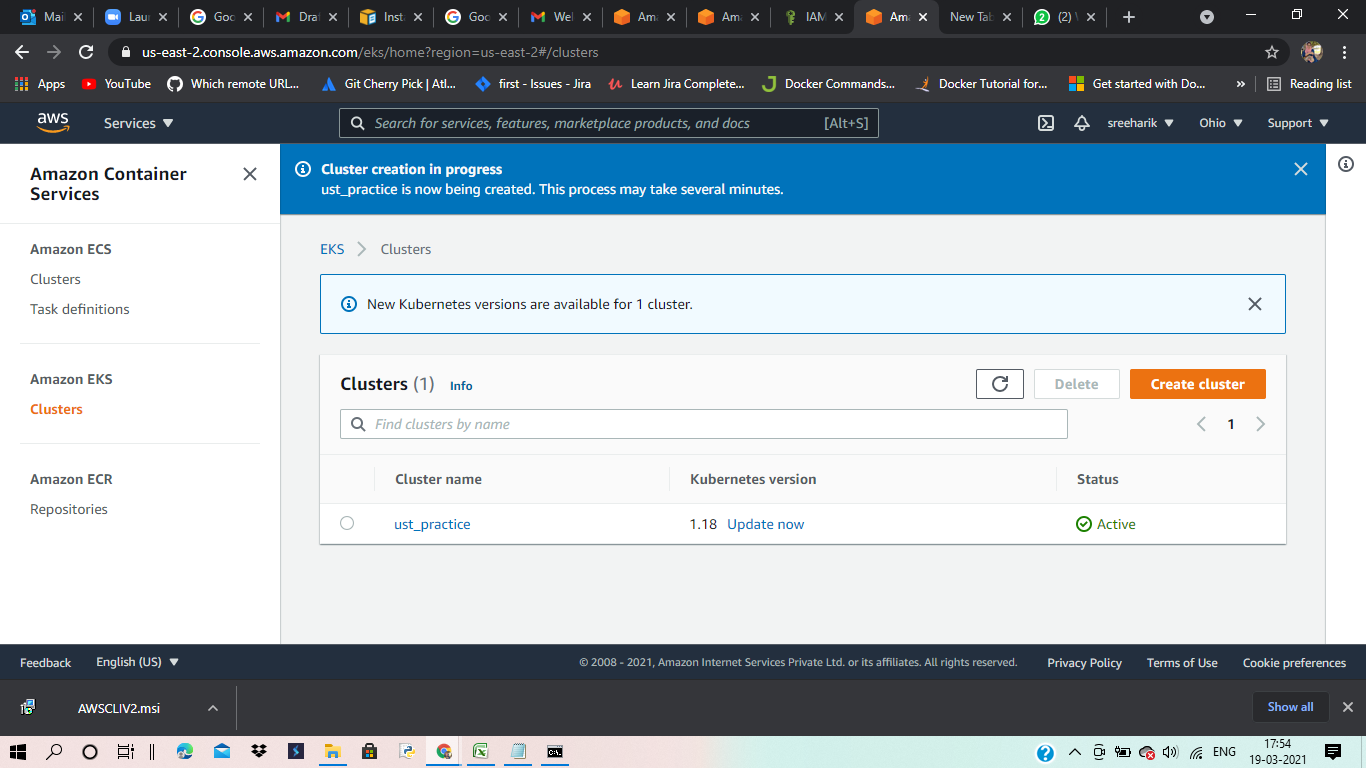 Mail
Lau
Goo
Draf
Inst
Goo
Wel
Ama
Ama
IAM
Ama
New Tab
(2) W
us-east-2.console.aws.amazon.com/eks/home?region=us-east-2#/clusters
Apps
YouTube
Which remote URL...
Git Cherry Pick | Atl...
first - Issues - Jira
Learn Jira Complete...
Docker Commands...
Docker Tutorial for...
Get started with Do...
»
Reading list
aws
Services
Search for services, features, marketplace products, and docs
[Alt+S]
sreeharik
Ohio
Support
Amazon Container
Services
Cluster creation in progress
ust_practice is now being created. This process may take several minutes.
Amazon ECS
Clusters
Task definitions
Amazon EKS
Clusters
Amazon ECR
Repositories
EKS
Clusters
New Kubernetes versions are available for 1 cluster.
Clusters (1) Info
Delete
Create cluster
Find clusters by name
1
Cluster name
Kubernetes version
Status
ust_practice
1.18 Update now
Active
Feedback
English (US)
© 2008 - 2021, Amazon Internet Services Private Ltd. or its affiliates. All rights reserved.
Privacy Policy
Terms of Use
Cookie preferences
AWSCLIV2.msi
Show all
ENG
17:54
19-03-2021